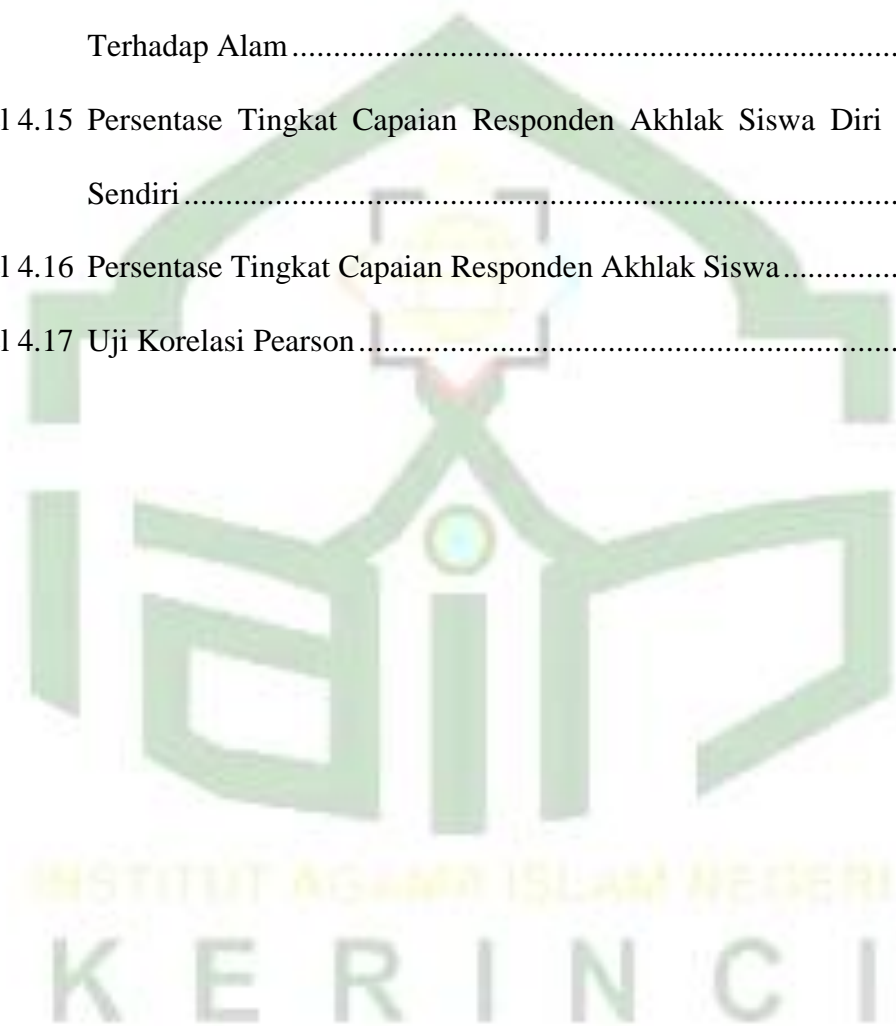 Terhadap Alam ........................................................................
l 4.15 Persentase Tingkat Capaian Responden Akhlak Siswa Diri
Sendiri ........................................................................
l 4.16 Persentase Tingkat Capaian Responden Akhlak Siswa ..............
l 4.17 Uji Korelasi Pearson ......................................................
iain
INSTITUT AGAMA ISLAM NEGERI
KERINCI